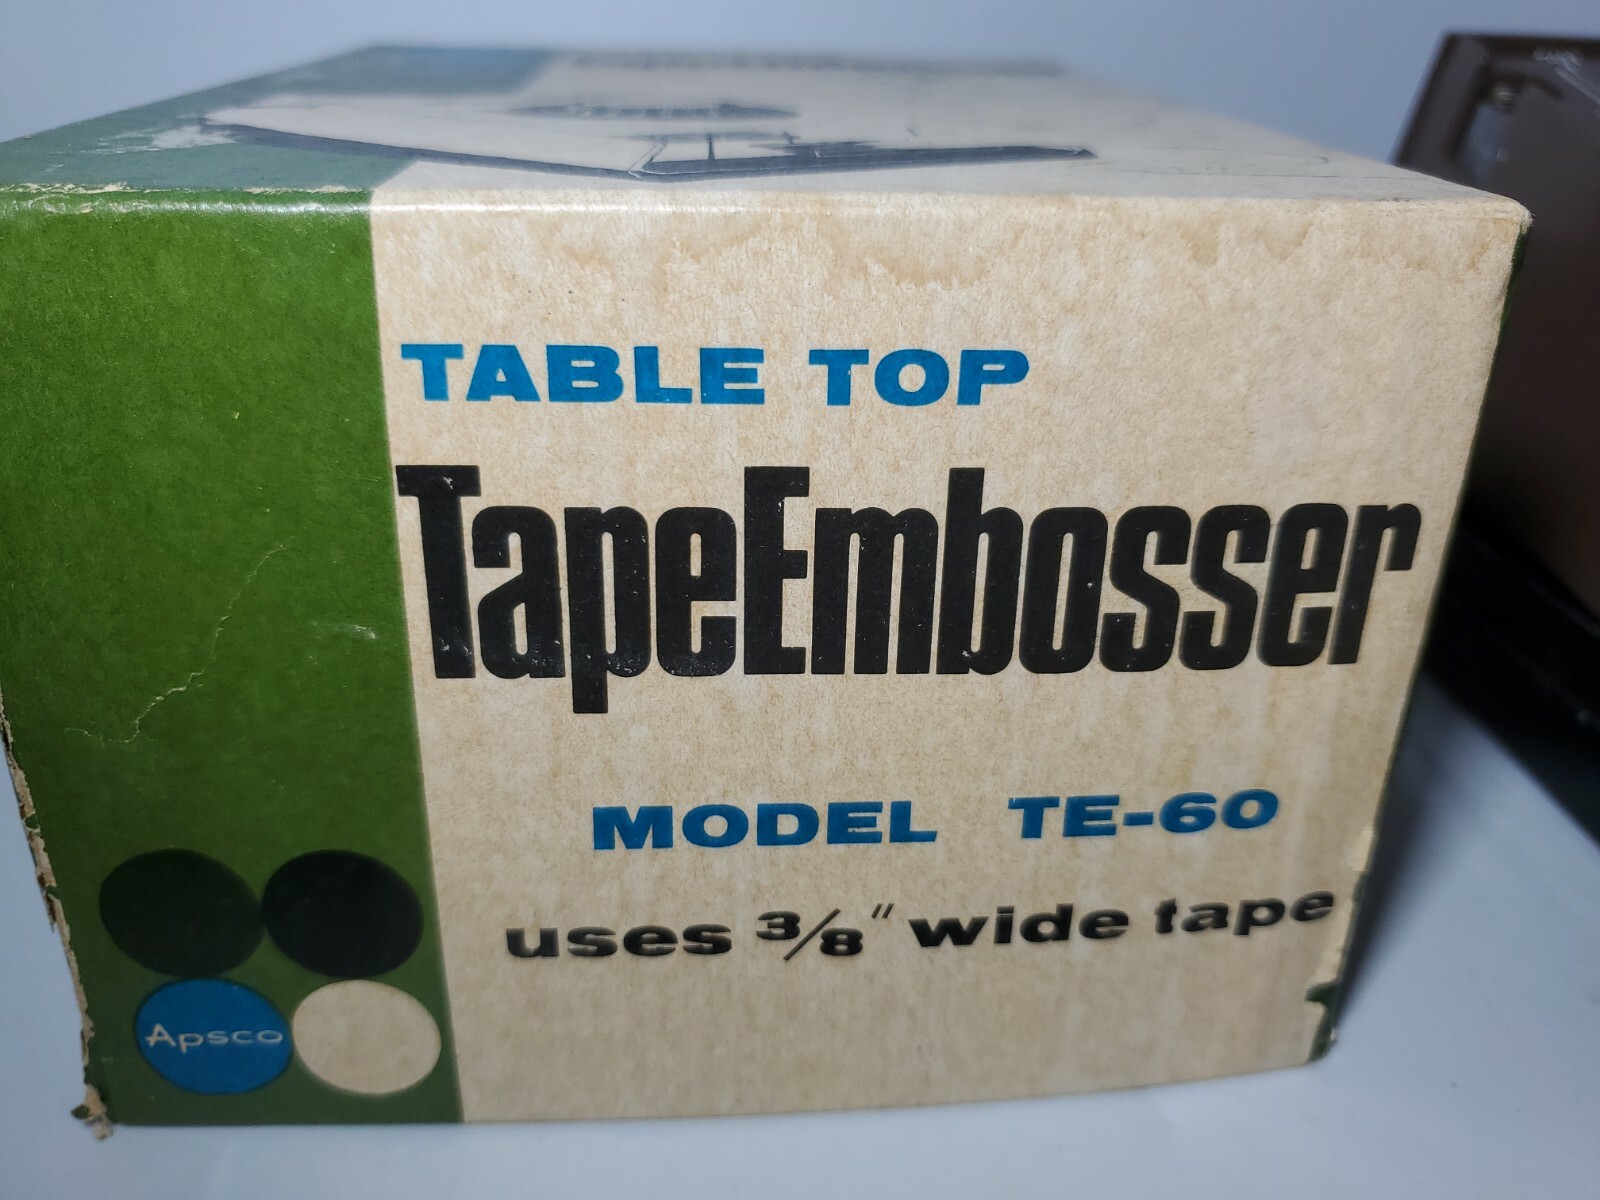 TABLE TOP
TapeEmbosser
MODEL TE-60
uses 3/8" wide tape
Apsco